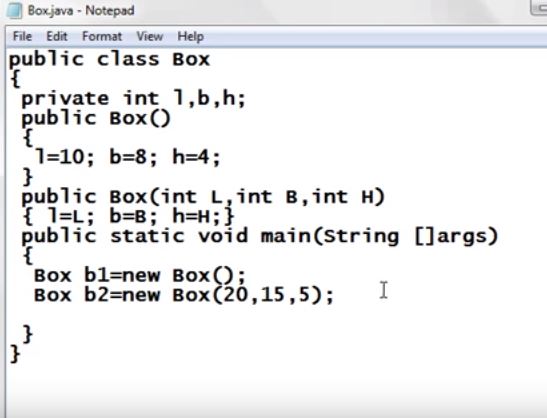 Box.java - Notepad
File Edit Format View Help
public class Box
{
 private int l,b,h;
 public Box()
 {
  l=10; b=8; h=4;
 }
 public Box(int L,int B,int H)
 { l=L; b=B; h=H;}
 public static void main(String []args)
 {
  Box b1=new Box();
  Box b2=new Box(20,15,5);
 }
}